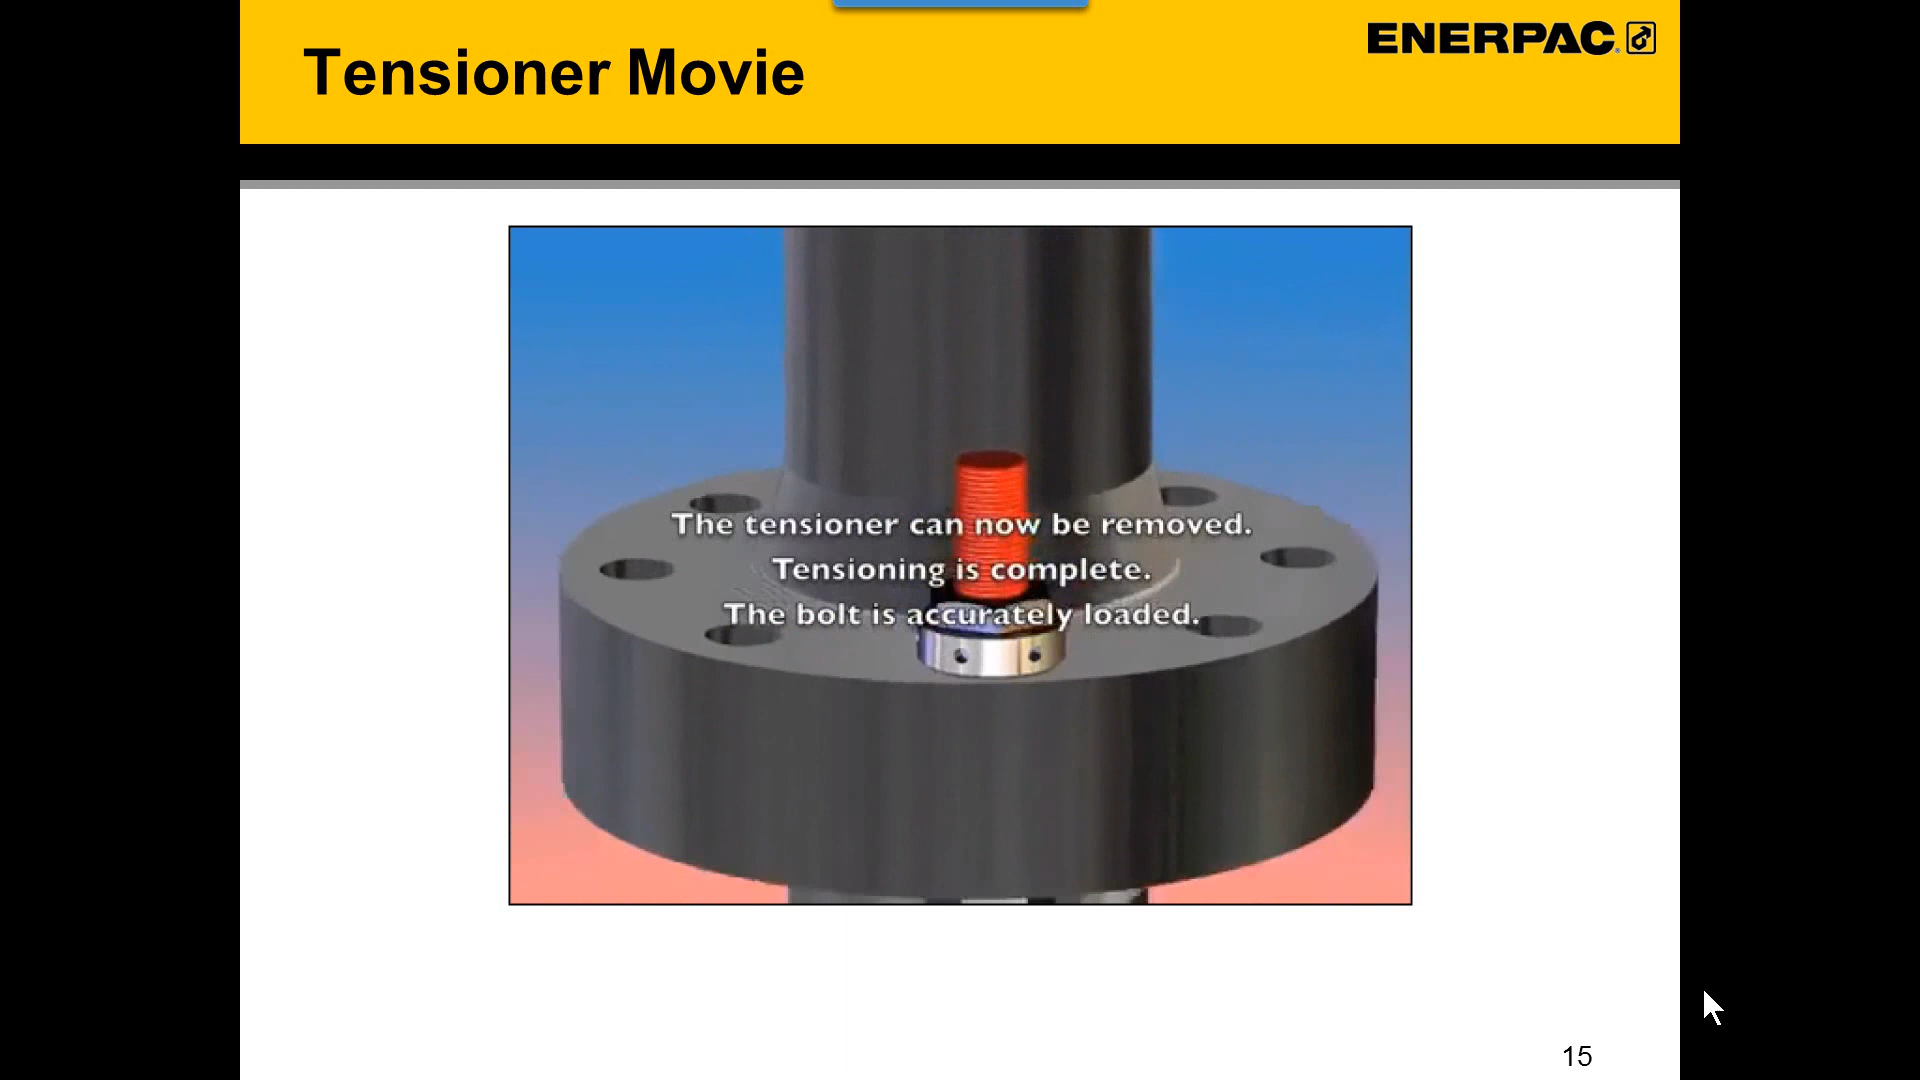 Tensioner Movie
ENERPAC
The tensioner can now be removed.
Tensioning is complete.
The bolt is accurately loaded.
15